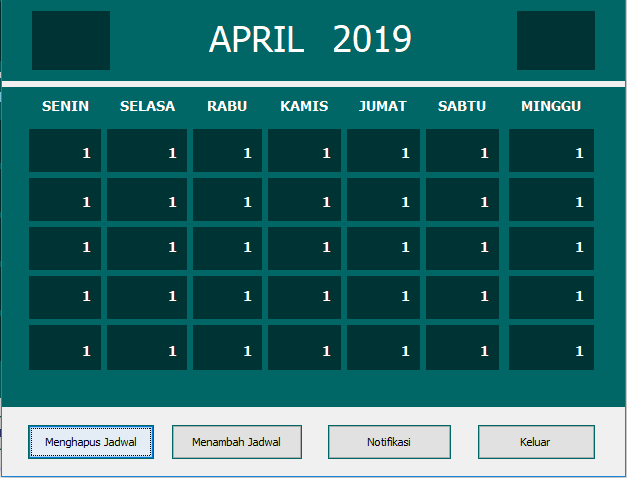 APRIL 2019
SENIN SELASA RABU KAMIS JUMAT SABTU MINGGU
1 1 1 1 1 1 1
1 1 1 1 1 1 1
1 1 1 1 1 1 1
1 1 1 1 1 1 1
1 1 1 1 1 1 1
Menghapus Jadwal Menambah Jadwal Notifikasi Keluar